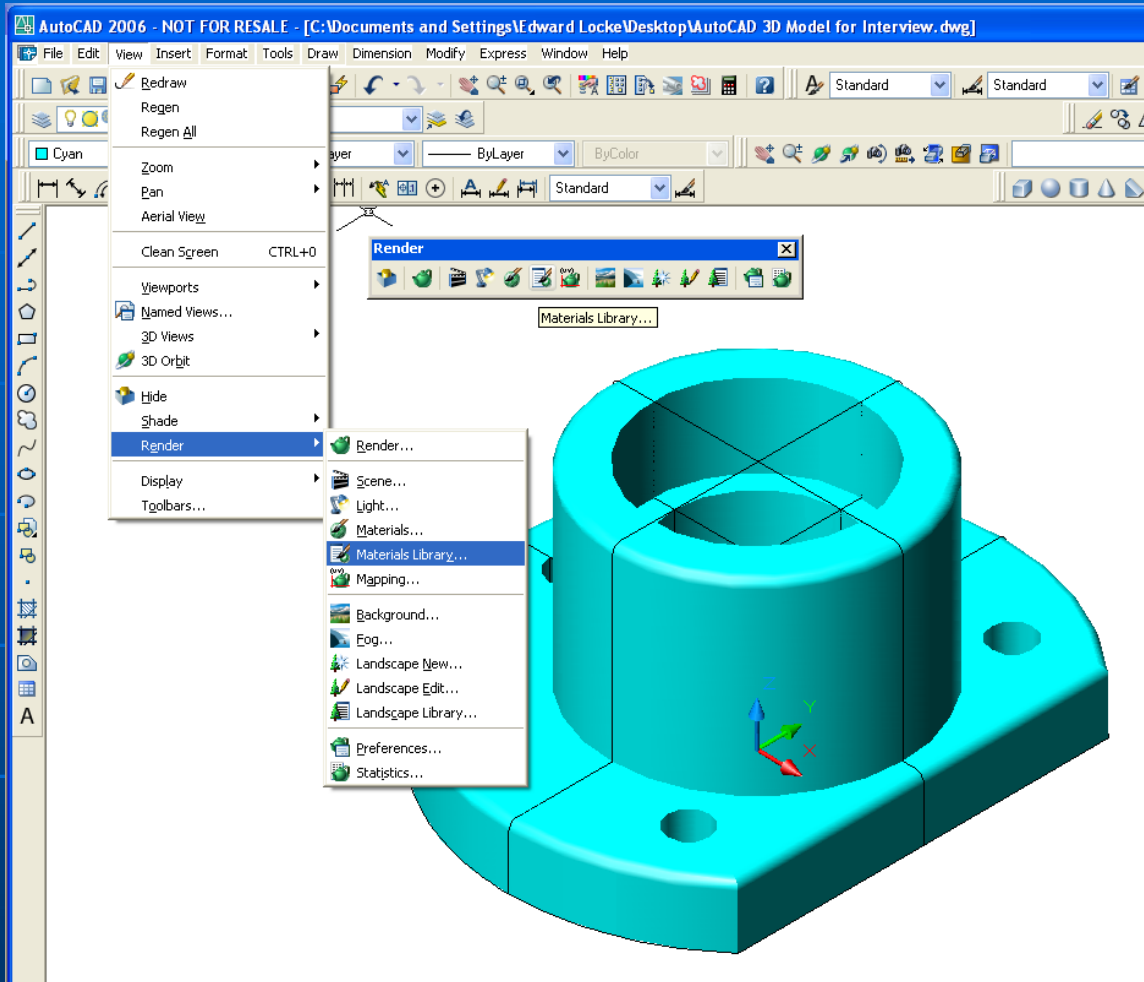 AutoCAD 2006 - NOT FOR RESALE - [C:\Documents and Settings\Edward Locke\Desktop\AutoCAD 3D Model for Interview.dwg]
File Edit View Insert Format Tools Draw Dimension Modify Express Window Help
Standard Standard
Cyan ayer ByLayer ByColor
Standard
Redraw
Regen
Regen All
Zoom
Pan
Aerial View
Clean Screen CTRL+0
Viewports
Named Views...
3D Views
3D Orbit
Hide
Shade
Render
Display
Toolbars...
Render...
Scene...
Light...
Materials...
Materials Library...
Mapping...
Background...
Fog...
Landscape New...
Landscape Edit...
Landscape Library...
Preferences...
Statistics...
Render
Materials Library...
A
Z
Y
X